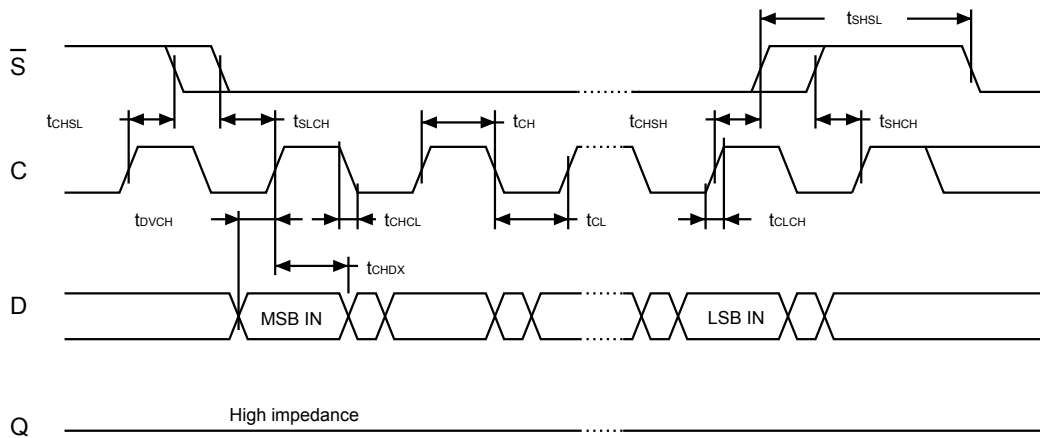 tSHSL
S̅
tCHSL
tSLCH
tCH
tCHSH
tSHCH
C
tDVCH
tCHCL
tCL
tCLCH
tCHDX
D
MSB IN
LSB IN
High impedance
Q